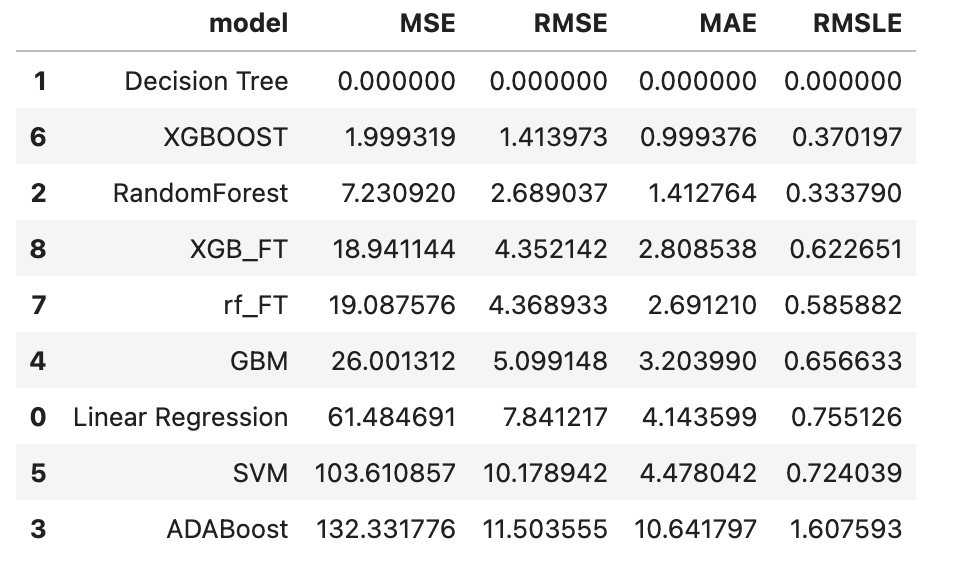 model MSE RMSE MAE RMSLE
1 Decision Tree 0.000000 0.000000 0.000000 0.000000
6 XGBOOST 1.999319 1.413973 0.999376 0.370197
2 RandomForest 7.230920 2.689037 1.412764 0.333790
8 XGB_FT 18.941144 4.352142 2.808538 0.622651
7 rf_FT 19.087576 4.368933 2.691210 0.585882
4 GBM 26.001312 5.099148 3.203990 0.656633
0 Linear Regression 61.484691 7.841217 4.143599 0.755126
5 SVM 103.610857 10.178942 4.478042 0.724039
3 ADABoost 132.331776 11.503555 10.641797 1.607593